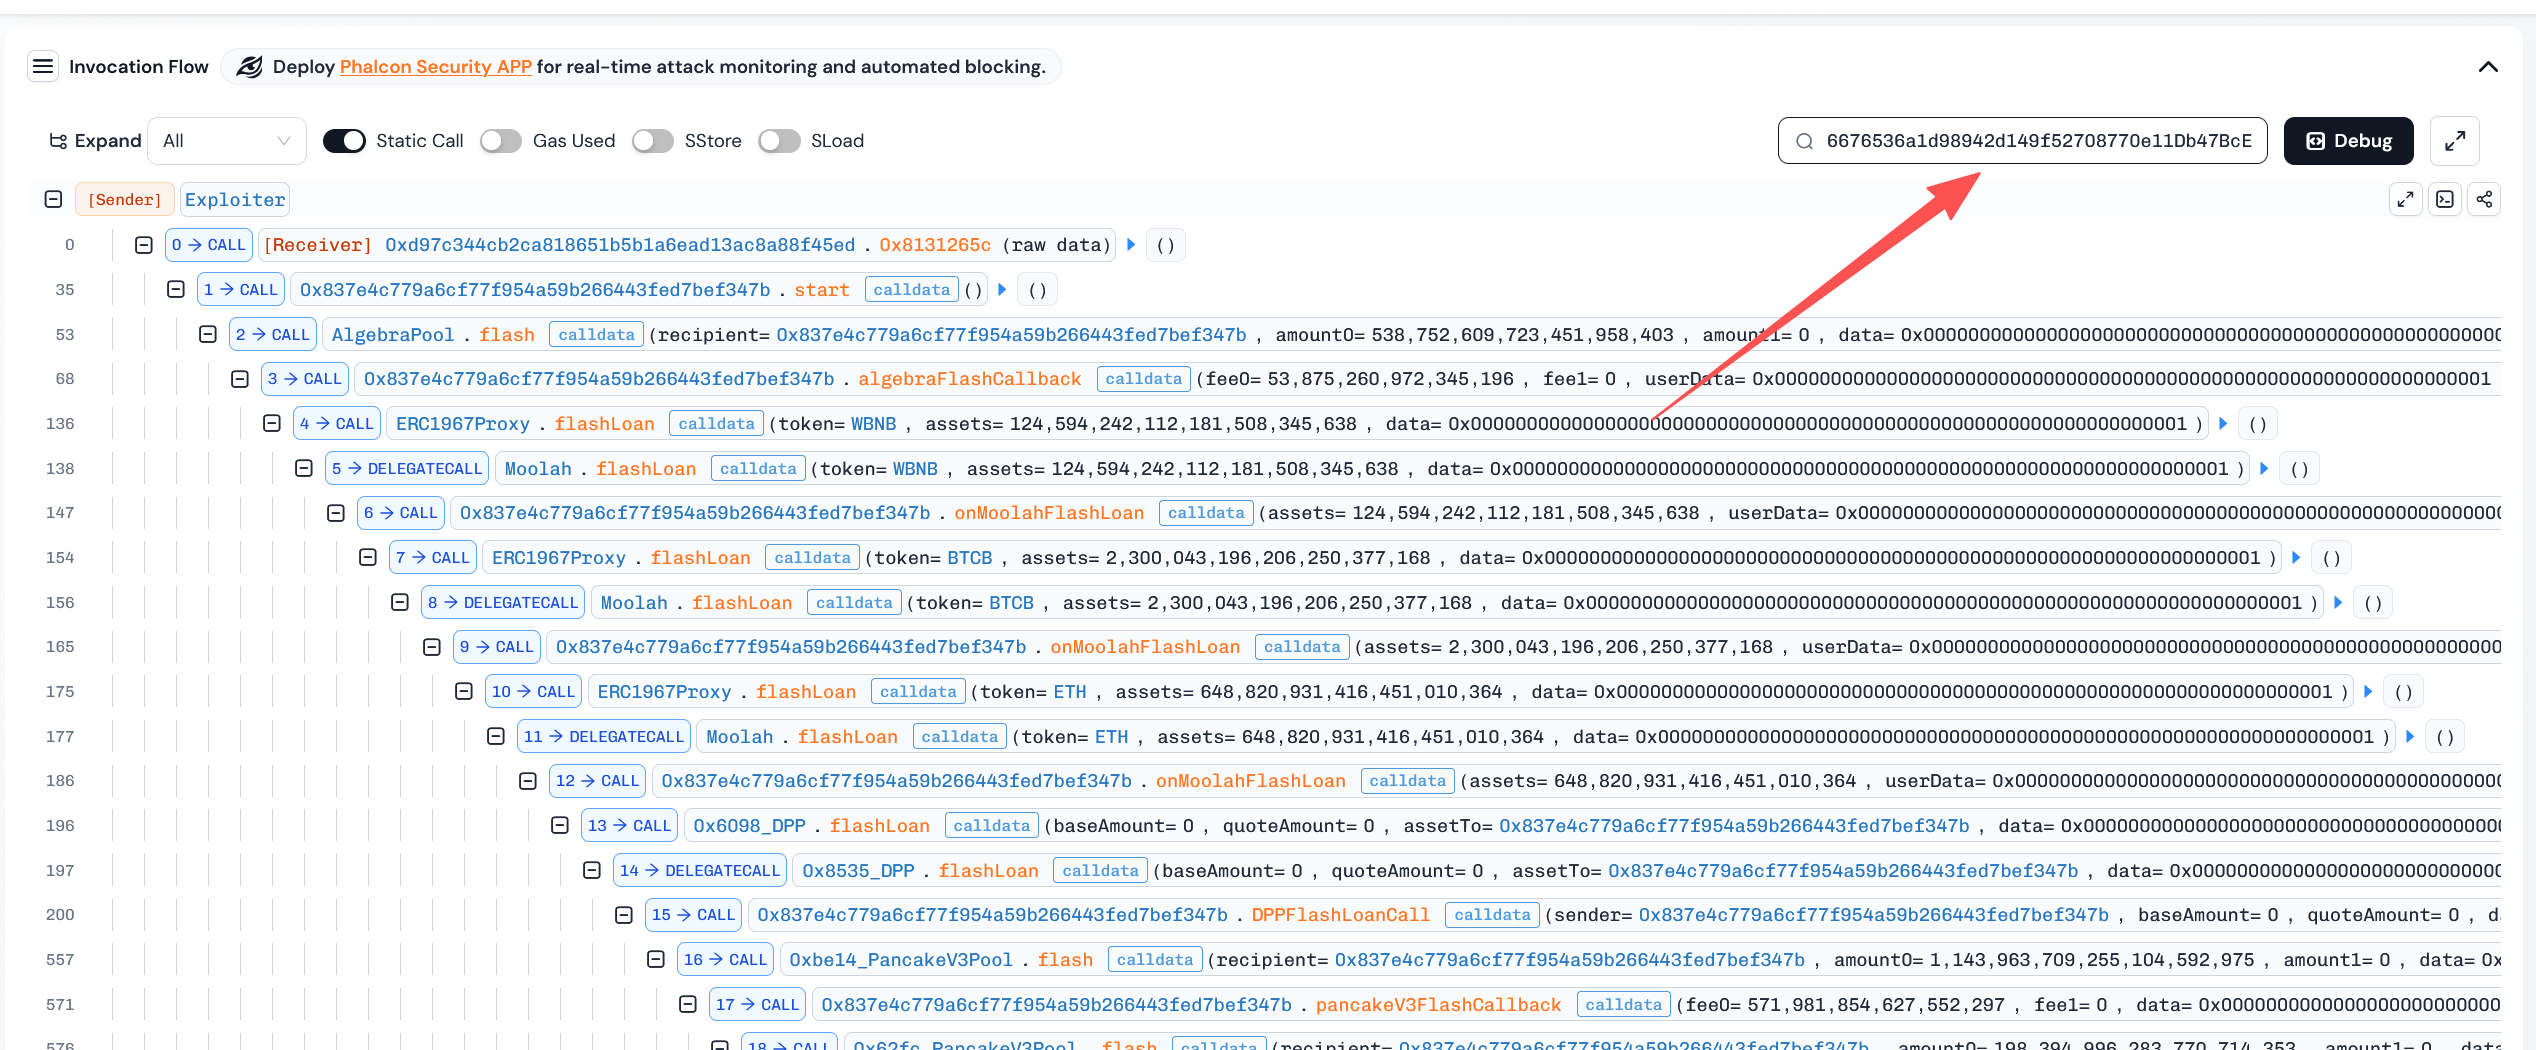 Invocation Flow Deploy Phalcon Security APP for real-time attack monitoring and automated blocking.
Expand All Static Call Gas Used SStore SLoad 6676536a1d98942d149f52708770e11Db47BcE Debug
[Sender] Exploiter
0 0 → CALL [Receiver] 0xd97c344cb2ca818651b5b1a6ead13ac8a88f45ed . 0x8131265c (raw data) ()
35 1 → CALL 0x837e4c779a6cf77f954a59b266443fed7bef347b . start calldata () ()
53 2 → CALL AlgebraPool . flash calldata (recipient= 0x837e4c779a6cf77f954a59b266443fed7bef347b , amount0= 538,752,609,723,451,958,403 , amount1= 0 , data= 0x000000000000000000000000000000000000000000000000000
68 3 → CALL 0x837e4c779a6cf77f954a59b266443fed7bef347b . algebraFlashCallback calldata (fee0= 53,875,260,972,345,196 , fee1= 0 , userData= 0x0000000000000000000000000000000000000000000000000000000000000001
136 4 → CALL ERC1967Proxy . flashLoan calldata (token= WBNB , assets= 124,594,242,112,181,508,345,638 , data= 0x0000000000000000000000000000000000000000000000000000000000000001 ) ()
138 5 → DELEGATECALL Moolah . flashLoan calldata (token= WBNB , assets= 124,594,242,112,181,508,345,638 , data= 0x0000000000000000000000000000000000000000000000000000000000000001 ) ()
147 6 → CALL 0x837e4c779a6cf77f954a59b266443fed7bef347b . onMoolahFlashLoan calldata (assets= 124,594,242,112,181,508,345,638 , userData= 0x000000000000000000000000000000000000000000000000000000000
154 7 → CALL ERC1967Proxy . flashLoan calldata (token= BTCB , assets= 2,300,043,196,206,250,377,168 , data= 0x0000000000000000000000000000000000000000000000000000000000000001 ) ()
156 8 → DELEGATECALL Moolah . flashLoan calldata (token= BTCB , assets= 2,300,043,196,206,250,377,168 , data= 0x0000000000000000000000000000000000000000000000000000000000000001 ) ()
165 9 → CALL 0x837e4c779a6cf77f954a59b266443fed7bef347b . onMoolahFlashLoan calldata (assets= 2,300,043,196,206,250,377,168 , userData= 0x000000000000000000000000000000000000000000000000000
175 10 → CALL ERC1967Proxy . flashLoan calldata (token= ETH , assets= 648,820,931,416,451,010,364 , data= 0x0000000000000000000000000000000000000000000000000000000000000001 ) ()
177 11 → DELEGATECALL Moolah . flashLoan calldata (token= ETH , assets= 648,820,931,416,451,010,364 , data= 0x0000000000000000000000000000000000000000000000000000000000000001 ) ()
186 12 → CALL 0x837e4c779a6cf77f954a59b266443fed7bef347b . onMoolahFlashLoan calldata (assets= 648,820,931,416,451,010,364 , userData= 0x0000000000000000000000000000000000000000000
196 13 → CALL 0x6098_DPP . flashLoan calldata (baseAmount= 0 , quoteAmount= 0 , assetTo= 0x837e4c779a6cf77f954a59b266443fed7bef347b , data= 0x0000000000000000000000000000000000000
197 14 → DELEGATECALL 0x8535_DPP . flashLoan calldata (baseAmount= 0 , quoteAmount= 0 , assetTo= 0x837e4c779a6cf77f954a59b266443fed7bef347b , data= 0x000000000000000000000000000
200 15 → CALL 0x837e4c779a6cf77f954a59b266443fed7bef347b . DPPFlashLoanCall calldata (sender= 0x837e4c779a6cf77f954a59b266443fed7bef347b , baseAmount= 0 , quoteAmount= 0 , d
557 16 → CALL 0xbe14_PancakeV3Pool . flash calldata (recipient= 0x837e4c779a6cf77f954a59b266443fed7bef347b , amount0= 1,143,963,709,255,104,592,975 , amount1= 0 , data= 0x
571 17 → CALL 0x837e4c779a6cf77f954a59b266443fed7bef347b . pancakeV3FlashCallback calldata (fee0= 571,981,854,627,552,297 , fee1= 0 , data= 0x0000000000000000000000000
576 18 → CALL 0x62fc_PancakeV3Pool . flash calldata (recipient= 0x837e4c779a6cf77f954a59b266443fed7bef347b , amount0= 198,394,996,283,770,714,353 , amount1= 0 , data